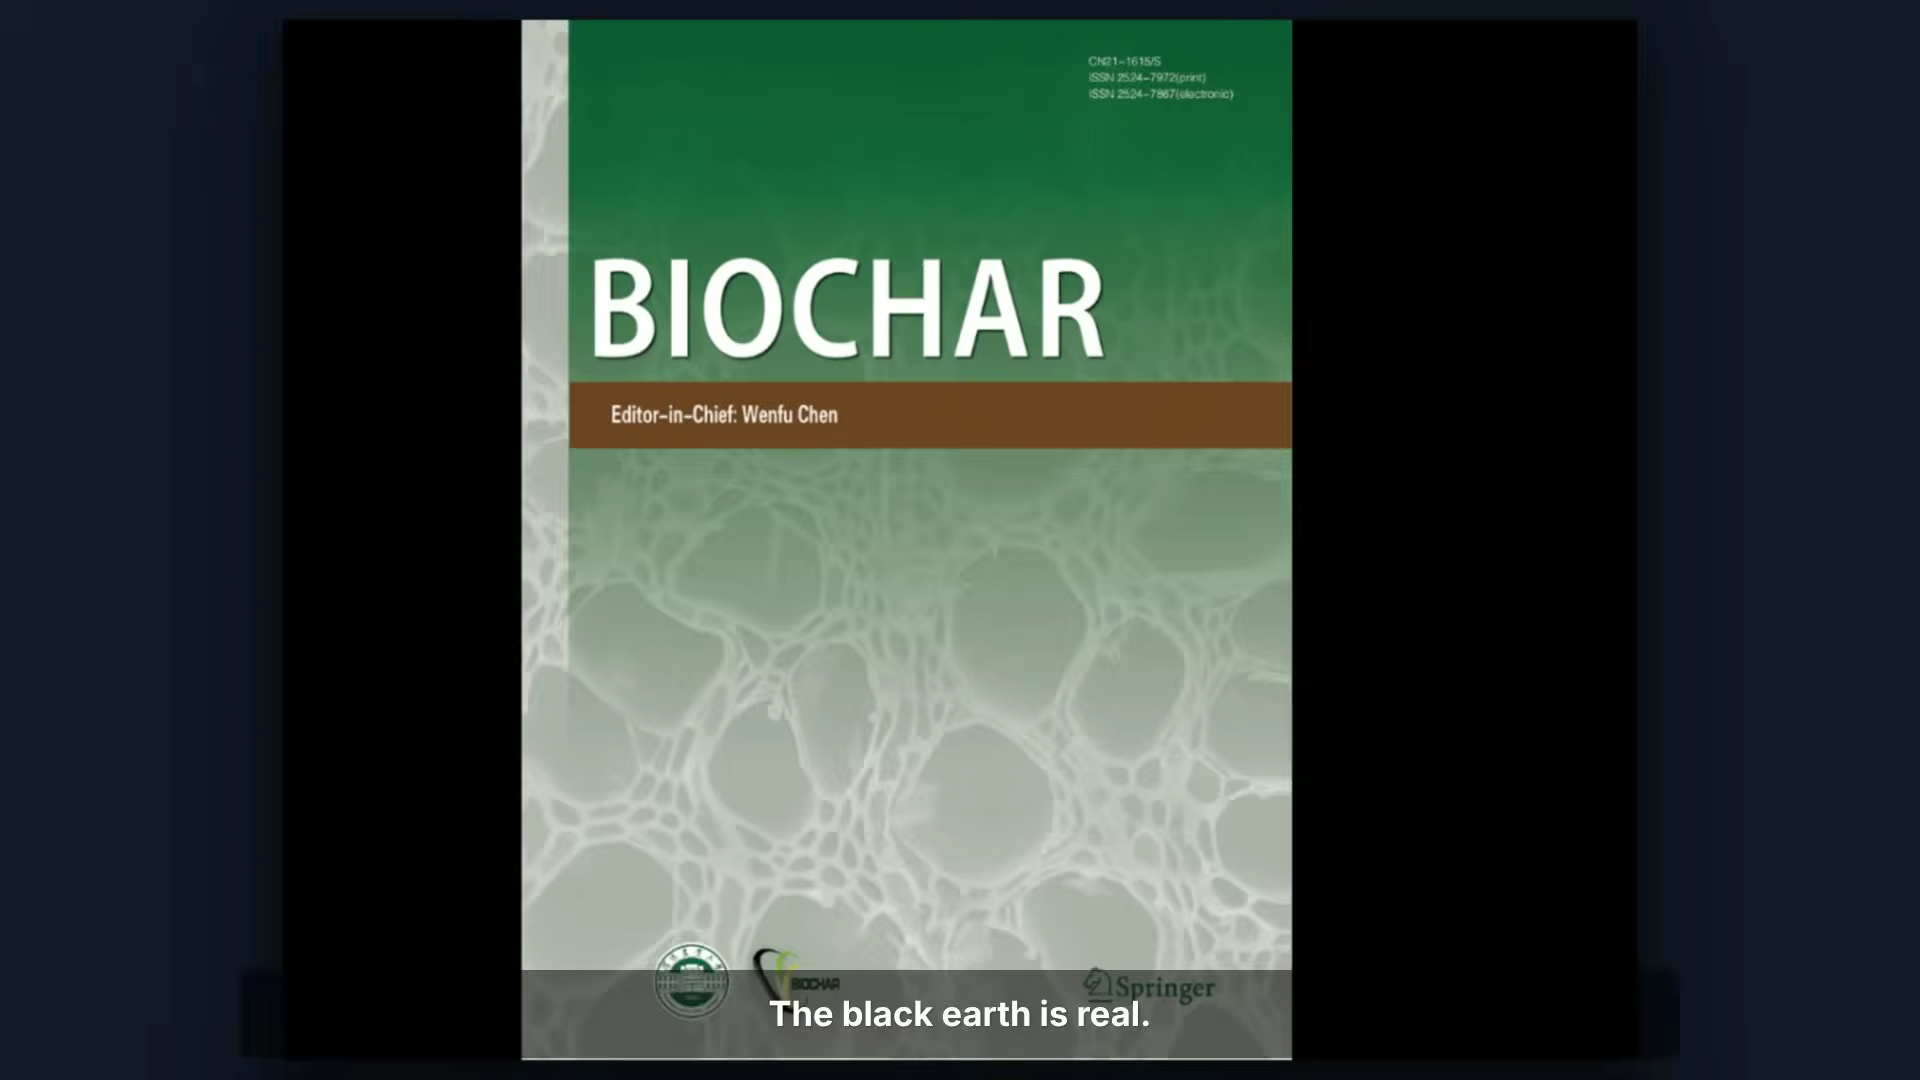 CN21-1615/S
ISSN 2524-7972(print)
ISSN 2524-7867(electronic)
BIOCHAR
Editor-in-Chief: Wenfu Chen
BIOCHAR
Springer
The black earth is real.